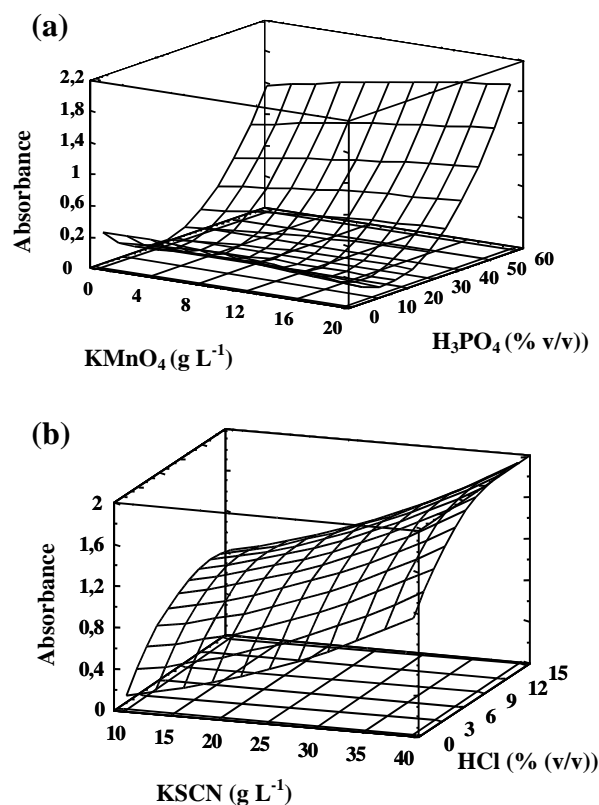 (a)
2,2
1,8
1,4
1
0,6
0,2
0
Absorbance
0 4 8 12 16 20
0 10 20 30 40 50 60
KMnO₄ (g L⁻¹)
H₃PO₄ (% v/v))
(b)
2
1,6
1,2
0,8
0,4
0
Absorbance
10 15 20 25 30 35 40
0 3 6 9 12 15
KSCN (g L⁻¹)
HCl (% (v/v))